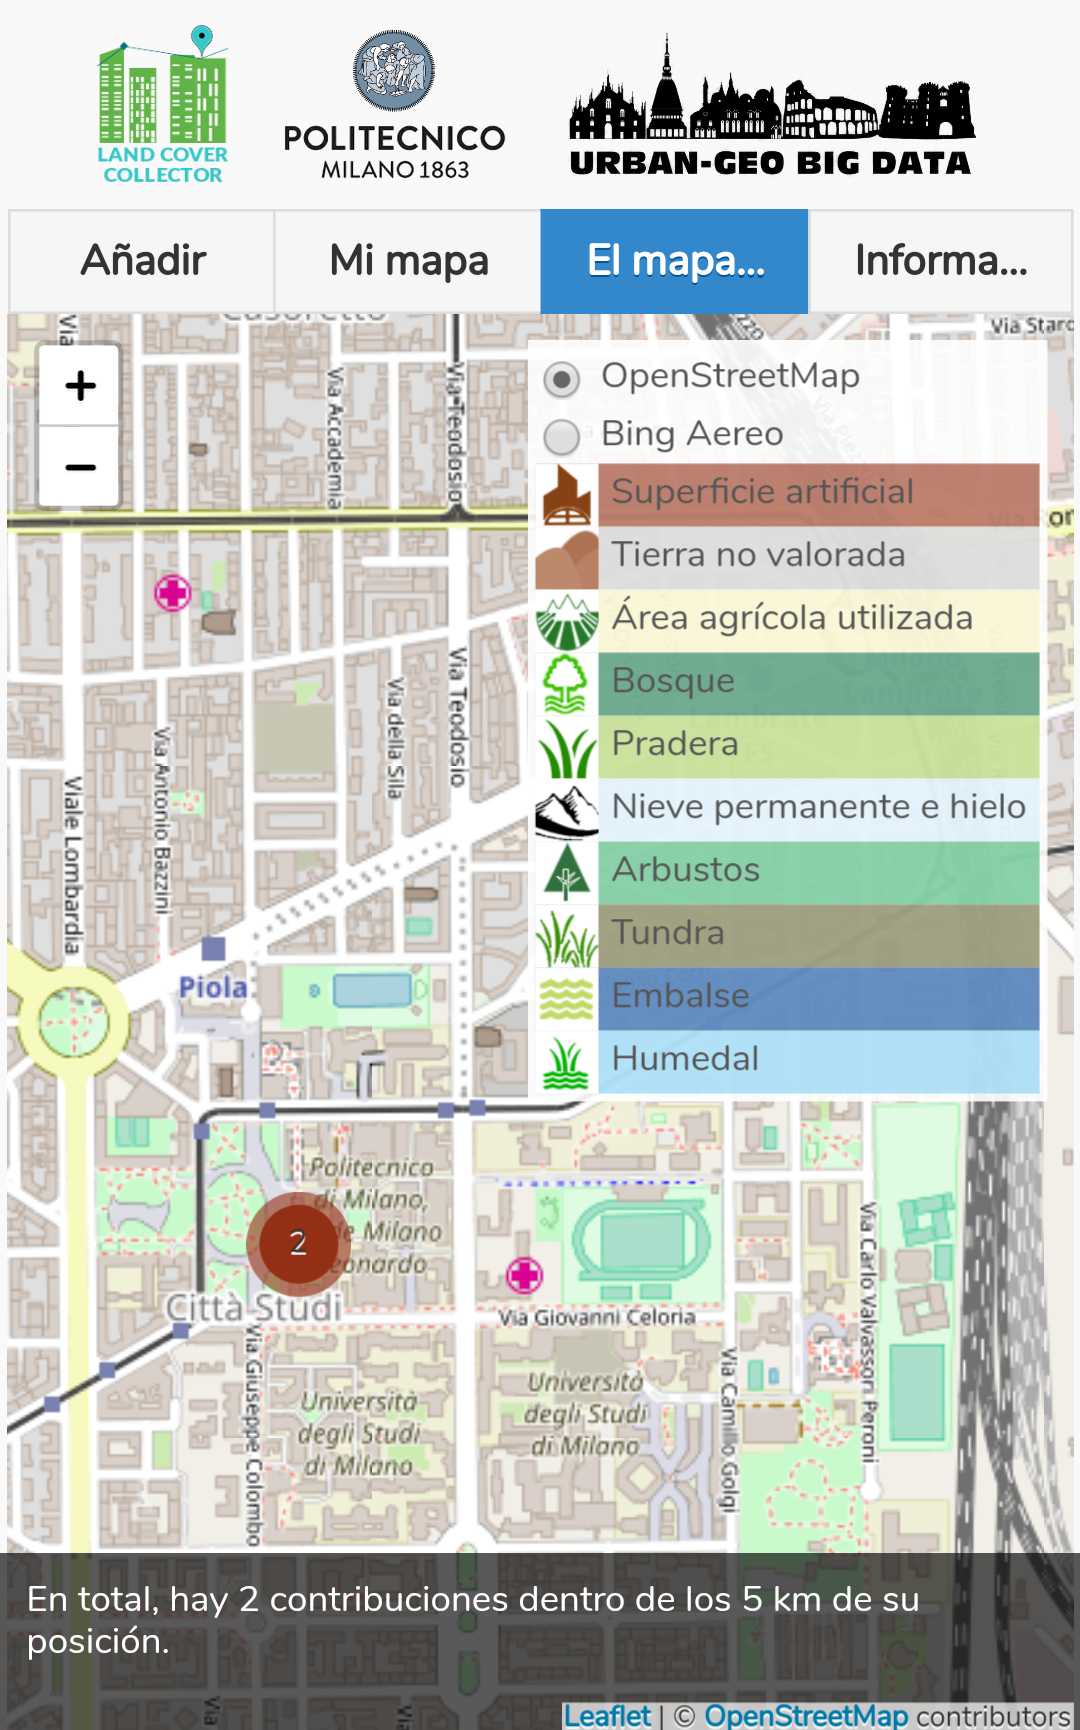 LAND COVER
COLLECTOR
POLITECNICO
MILANO 1863
URBAN-GEO BIG DATA
Añadir
Mi mapa
El mapa...
Informa...
+
−
OpenStreetMap
Bing Aereo
Superficie artificial
Tierra no valorada
Área agrícola utilizada
Bosque
Pradera
Nieve permanente e hielo
Arbustos
Tundra
Embalse
Humedal
Casoretto
Via Accademia
Via Teodosio
Via Teodosio
Via della Sila
Via Antonio Bazzini
Viale Lombardia
Piola
Politecnico
di Milano,
Milano
2
Città Studi
Via Giovanni Celoria
Via Giuseppe Colombo
Università
degli Studi
di Milano
Università
degli Studi
di Milano
Via Camillo Golgi
Via Carlo Valvassori Peroni
En total, hay 2 contribuciones dentro de los 5 km de su
posición.
Via
Via
Leaflet | © OpenStreetMap contributors